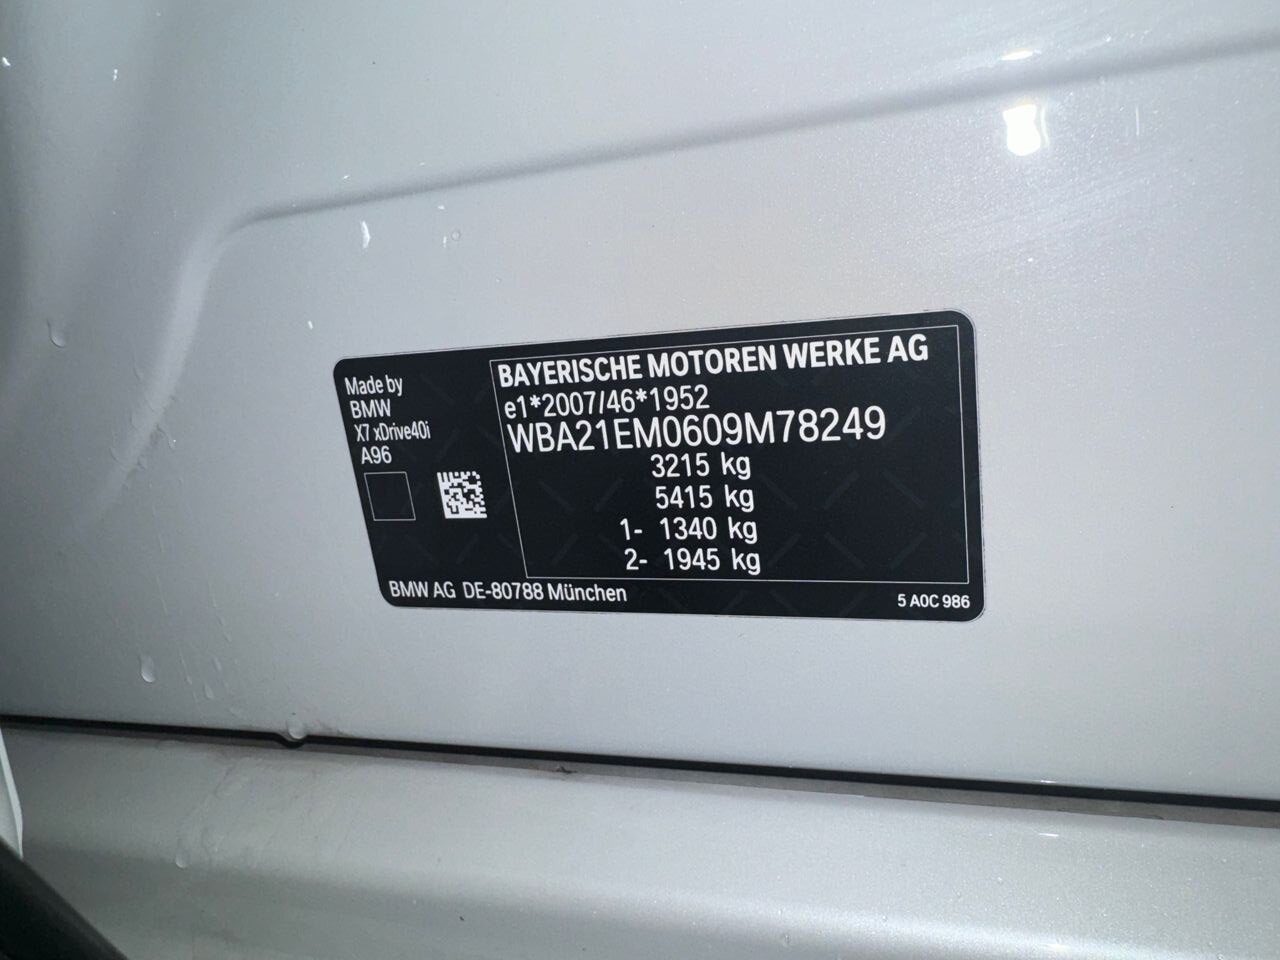 Made by
BMW
X7 xDrive40i
A96
BAYERISCHE MOTOREN WERKE AG
e1*2007/46*1952
WBA21EM0609M78249
3215 kg
5415 kg
1- 1340 kg
2- 1945 kg
BMW AG DE-80788 München
5 A0C 986